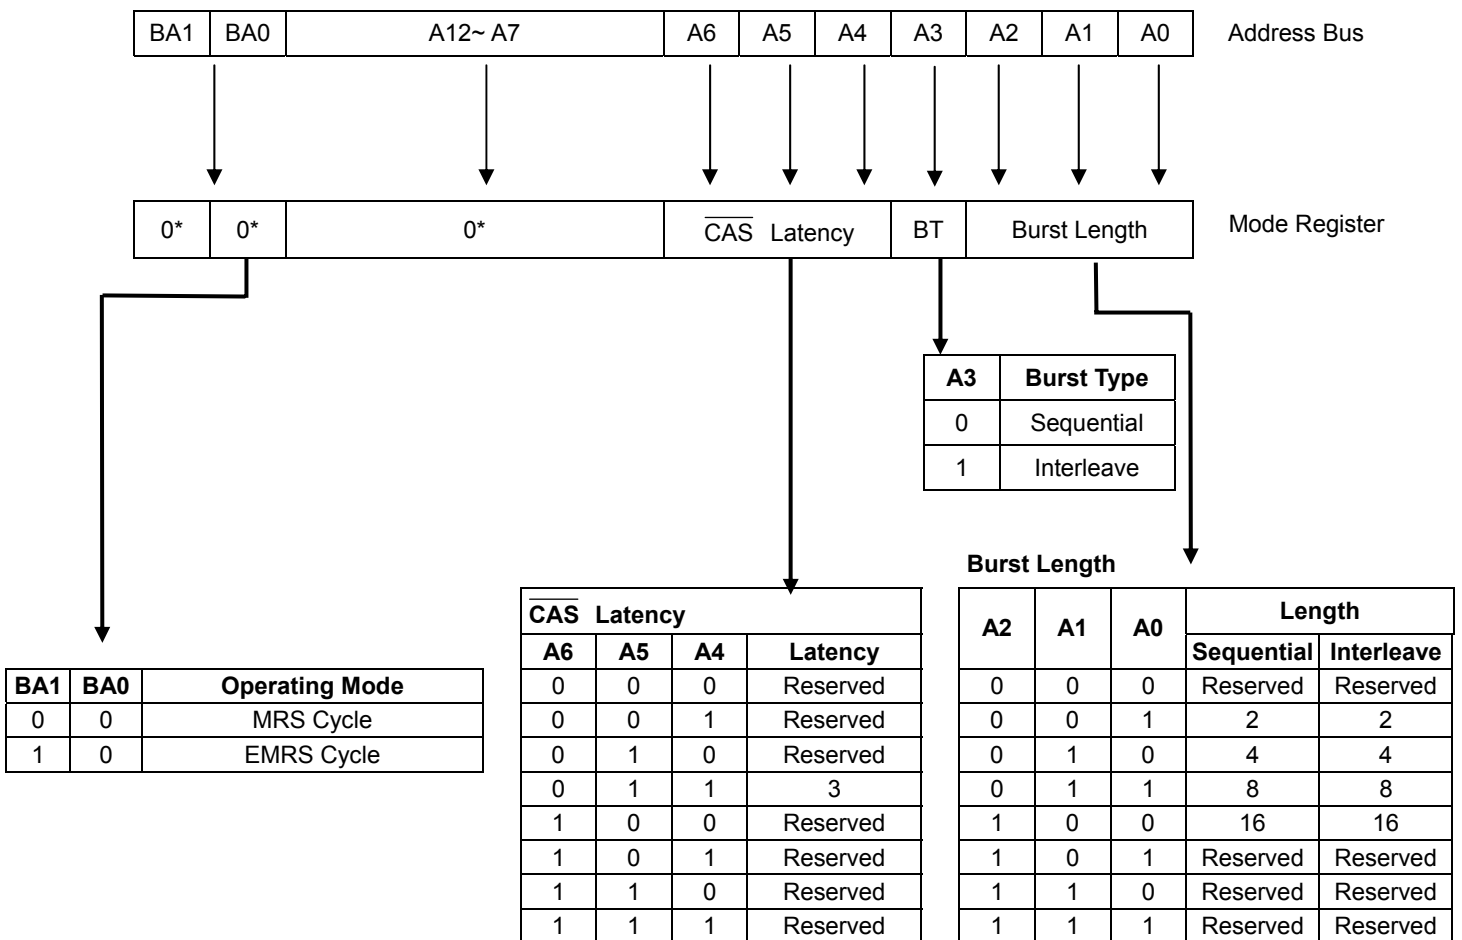 BA1 BA0 A12~ A7 A6 A5 A4 A3 A2 A1 A0 Address Bus
0* 0* 0* CAS Latency BT Burst Length Mode Register
A3 Burst Type
0 Sequential
1 Interleave
BA1 BA0 Operating Mode
0 0 MRS Cycle
1 0 EMRS Cycle
CAS Latency
A6 A5 A4 Latency
0 0 0 Reserved
0 0 1 Reserved
0 1 0 Reserved
0 1 1 3
1 0 0 Reserved
1 0 1 Reserved
1 1 0 Reserved
1 1 1 Reserved
Burst Length
A2 A1 A0 Length
Sequential Interleave
0 0 0 Reserved Reserved
0 0 1 2 2
0 1 0 4 4
0 1 1 8 8
1 0 0 16 16
1 0 1 Reserved Reserved
1 1 0 Reserved Reserved
1 1 1 Reserved Reserved